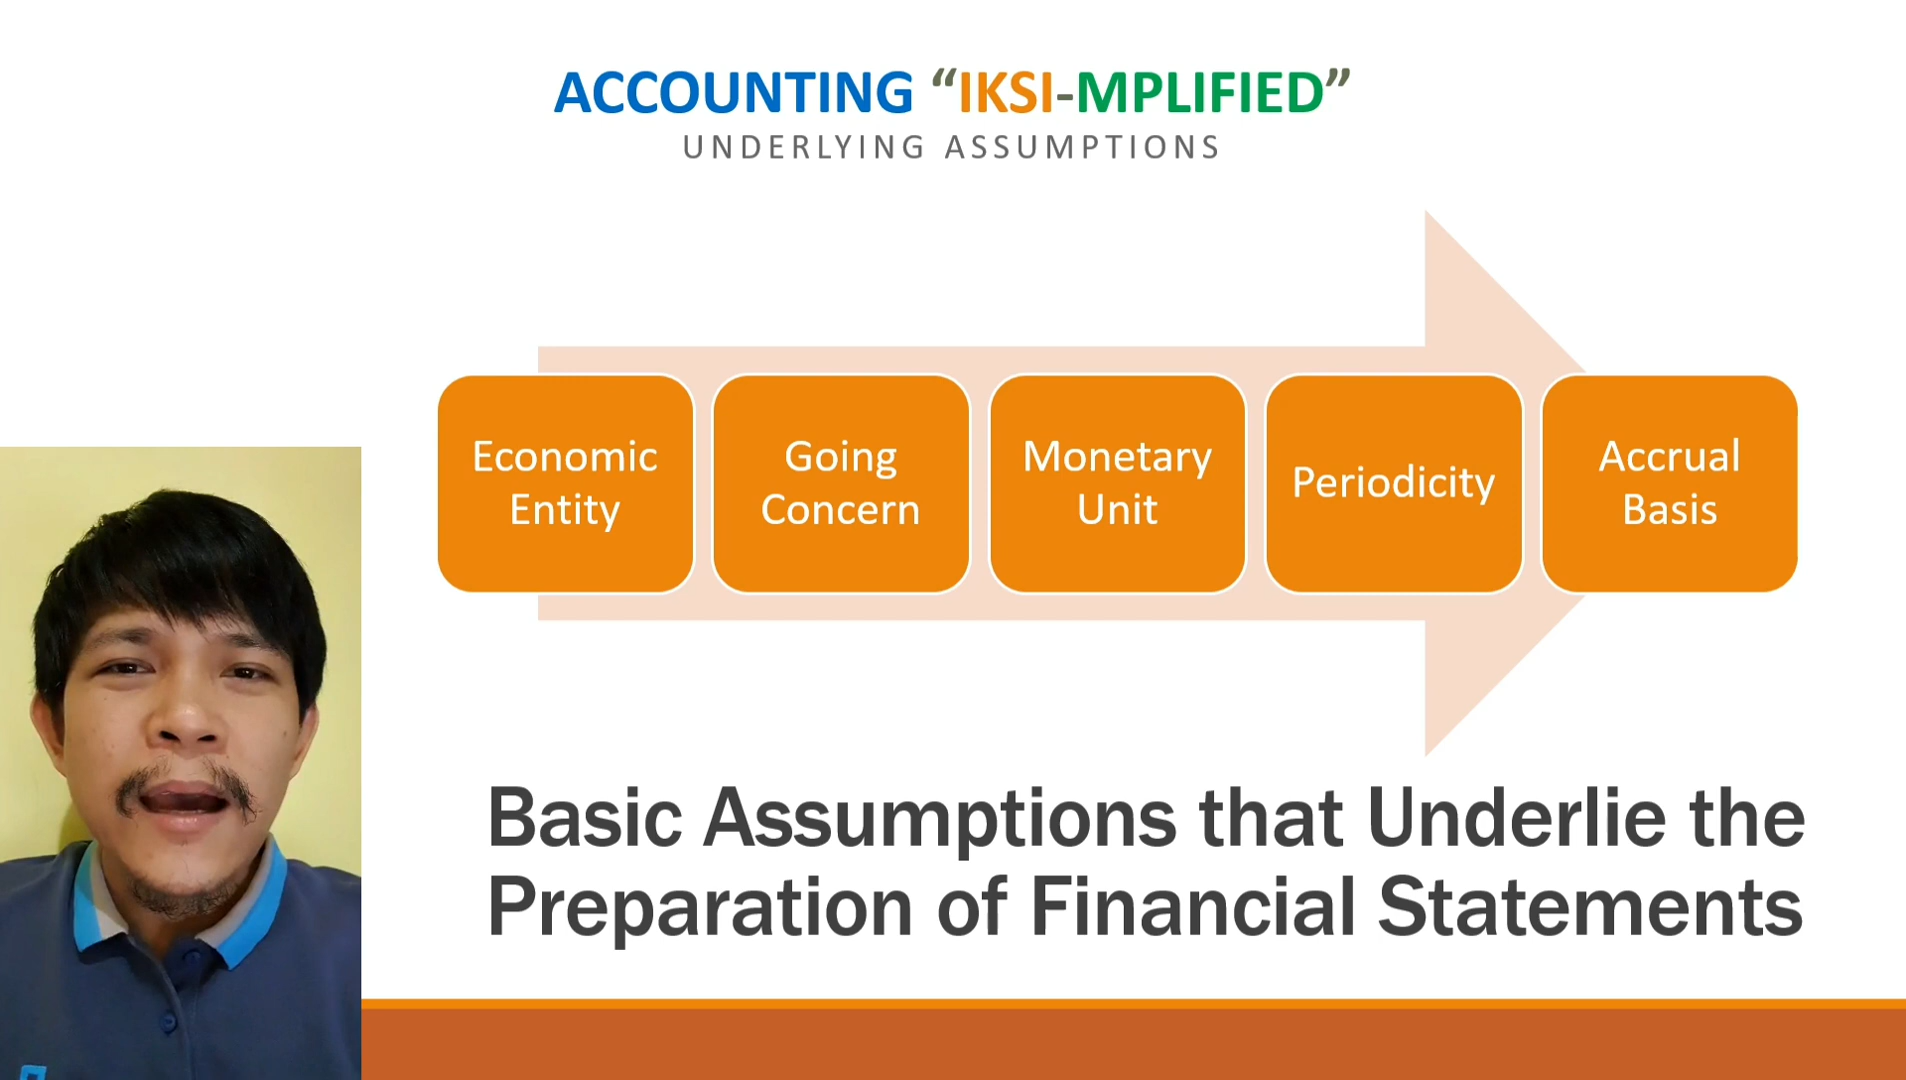 ACCOUNTING “IKSI-MPLIFIED”
UNDERLYING ASSUMPTIONS
Economic
Entity
Going
Concern
Monetary
Unit
Periodicity
Accrual
Basis
Basic Assumptions that Underlie the
Preparation of Financial Statements